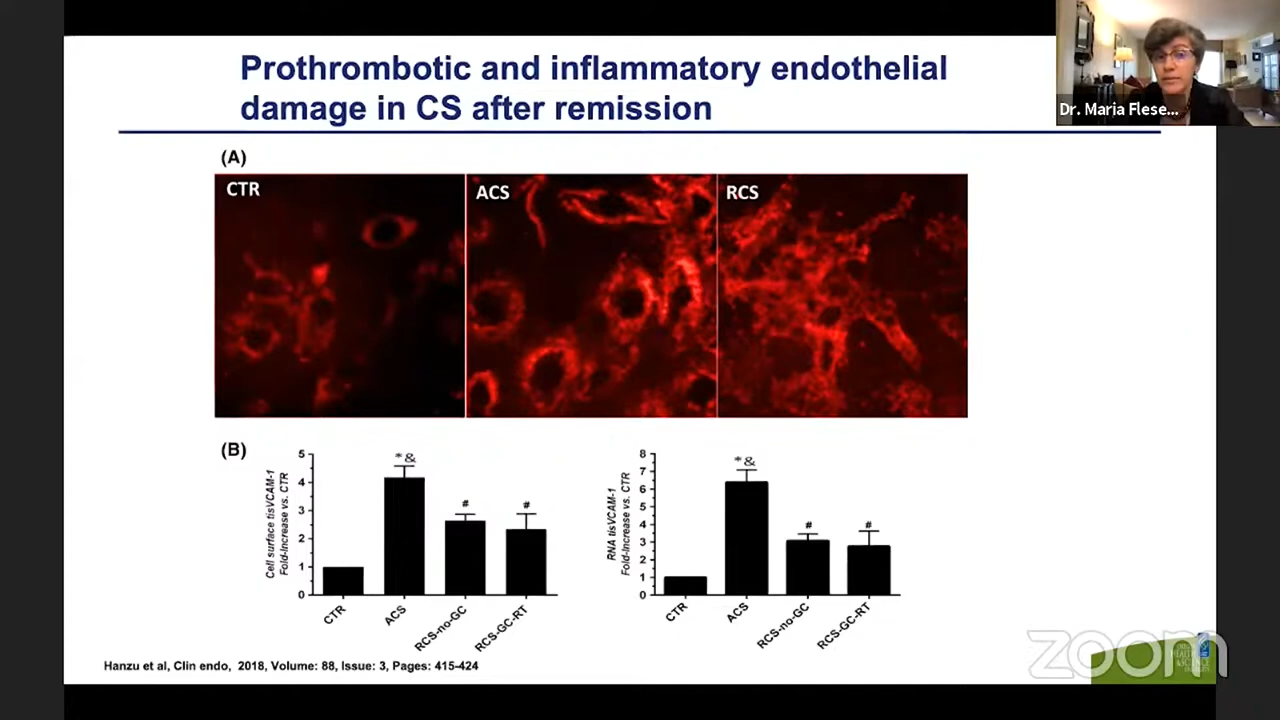 Prothrombotic and inflammatory endothelial
damage in CS after remission
Dr. Maria Flese...
(A)
CTR
ACS
RCS
(B)
Cell surface tisVCAM-1
Fold-Increase vs. CTR
5
4
3
2
1
0
*&
#
#
CTR
ACS
RCS-no-GC
RCS-GC-RT
RNA tisVCAM-1
Fold-Increase vs. CTR
8
7
6
5
4
3
2
1
0
*&
#
#
CTR
ACS
RCS-no-GC
RCS-GC-RT
Hanzu et al, Clin endo, 2018, Volume: 88, Issue: 3, Pages: 415-424
zoom